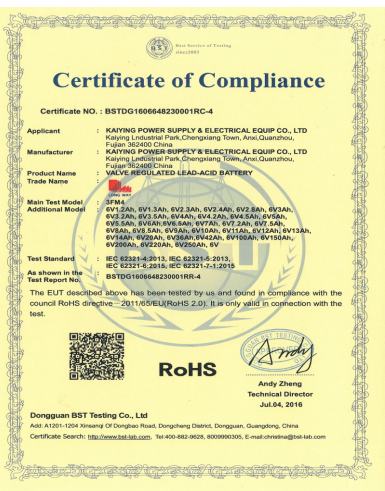 BST
Best Service of Testing
since2003
Certificate of Compliance
Certificate NO. : BSTDG1606648230001RC-4
Applicant : KAIYING POWER SUPPLY & ELECTRICAL EQUIP CO., LTD
Kaiying Lndustrial Park,Chengxiang Town, Anxi,Quanzhou,
Fujian 362400 China
Manufacturer : KAIYING POWER SUPPLY & ELECTRICAL EQUIP CO., LTD
Kaiying Lndustrial Park,Chengxiang Town, Anxi,Quanzhou,
Fujian 362400 China
Product Name : VALVE REGULATED LEAD-ACID BATTERY
Trade Name :
LONG WAY
Main Test Model : 3FM4
Additional Model : 6V1.2Ah, 6V1.3Ah, 6V2.3Ah, 6V2.4Ah, 6V2.8Ah, 6V3Ah,
6V3.2Ah, 6V3.5Ah, 6V4Ah, 6V4.2Ah, 6V4.5Ah, 6V5Ah,
6V5.5Ah, 6V6Ah,6V6.5Ah, 6V7Ah, 6V7.2Ah, 6V7.5Ah,
6V8Ah, 6V8.5Ah, 6V9Ah, 6V10Ah, 6V11Ah, 6V12Ah, 6V13Ah,
6V14Ah, 6V20Ah, 6V36Ah,6V42Ah, 6V100Ah, 6V150Ah,
6V200Ah, 6V220Ah, 6V250Ah, 6V
Test Standard : IEC 62321-4:2013, IEC 62321-5:2013,
IEC 62321-6:2015, IEC 62321-7-1:2015
As shown in the
Test Report No. : BSTDG1606648230001RR-4
The EUT described above has been tested by us and found in compliance with the
council RoHS directive – 2011/65/EU(RoHS 2.0). It is only valid in connection with the
test.
RoHS
Andy
Andy Zheng
Technical Director
Jul.04, 2016
Dongguan BST Testing Co., Ltd
Add: A1201-1204 Xinsanqi Of Dongbao Road, Dongcheng District, Dongguan, Guangdong, China
Certificate Search: http://www.bst-lab.com, Tel:400-882-9628, 8009990305, E-mail:christina@bst-lab.com